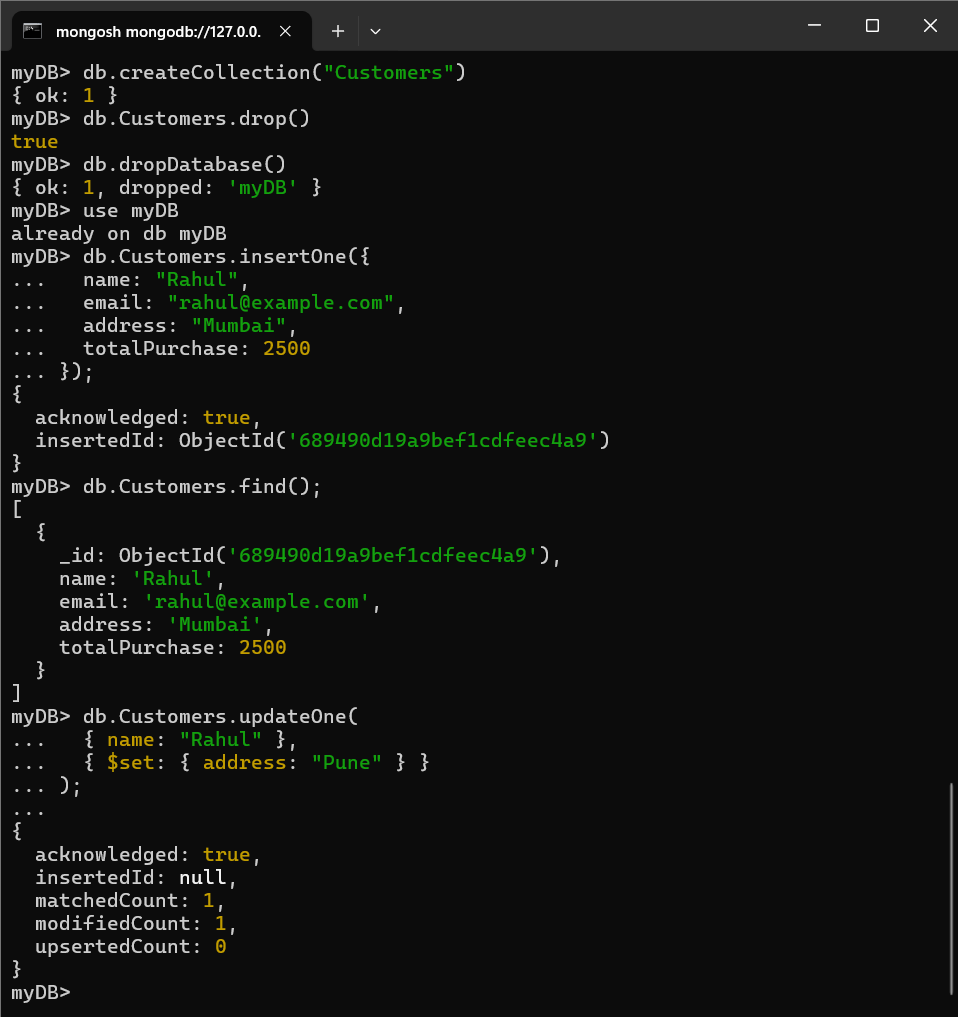 mongosh mongodb://127.0.0.
myDB> db.createCollection("Customers")
{ ok: 1 }
myDB> db.Customers.drop()
true
myDB> db.dropDatabase()
{ ok: 1, dropped: 'myDB' }
myDB> use myDB
already on db myDB
myDB> db.Customers.insertOne({
...   name: "Rahul",
...   email: "rahul@example.com",
...   address: "Mumbai",
...   totalPurchase: 2500
... });
{
  acknowledged: true,
  insertedId: ObjectId('689490d19a9bef1cdfeec4a9')
}
myDB> db.Customers.find();
[
  {
    _id: ObjectId('689490d19a9bef1cdfeec4a9'),
    name: 'Rahul',
    email: 'rahul@example.com',
    address: 'Mumbai',
    totalPurchase: 2500
  }
]
myDB> db.Customers.updateOne(
...   { name: "Rahul" },
...   { $set: { address: "Pune" } }
... );
...
{
  acknowledged: true,
  insertedId: null,
  matchedCount: 1,
  modifiedCount: 1,
  upsertedCount: 0
}
myDB>